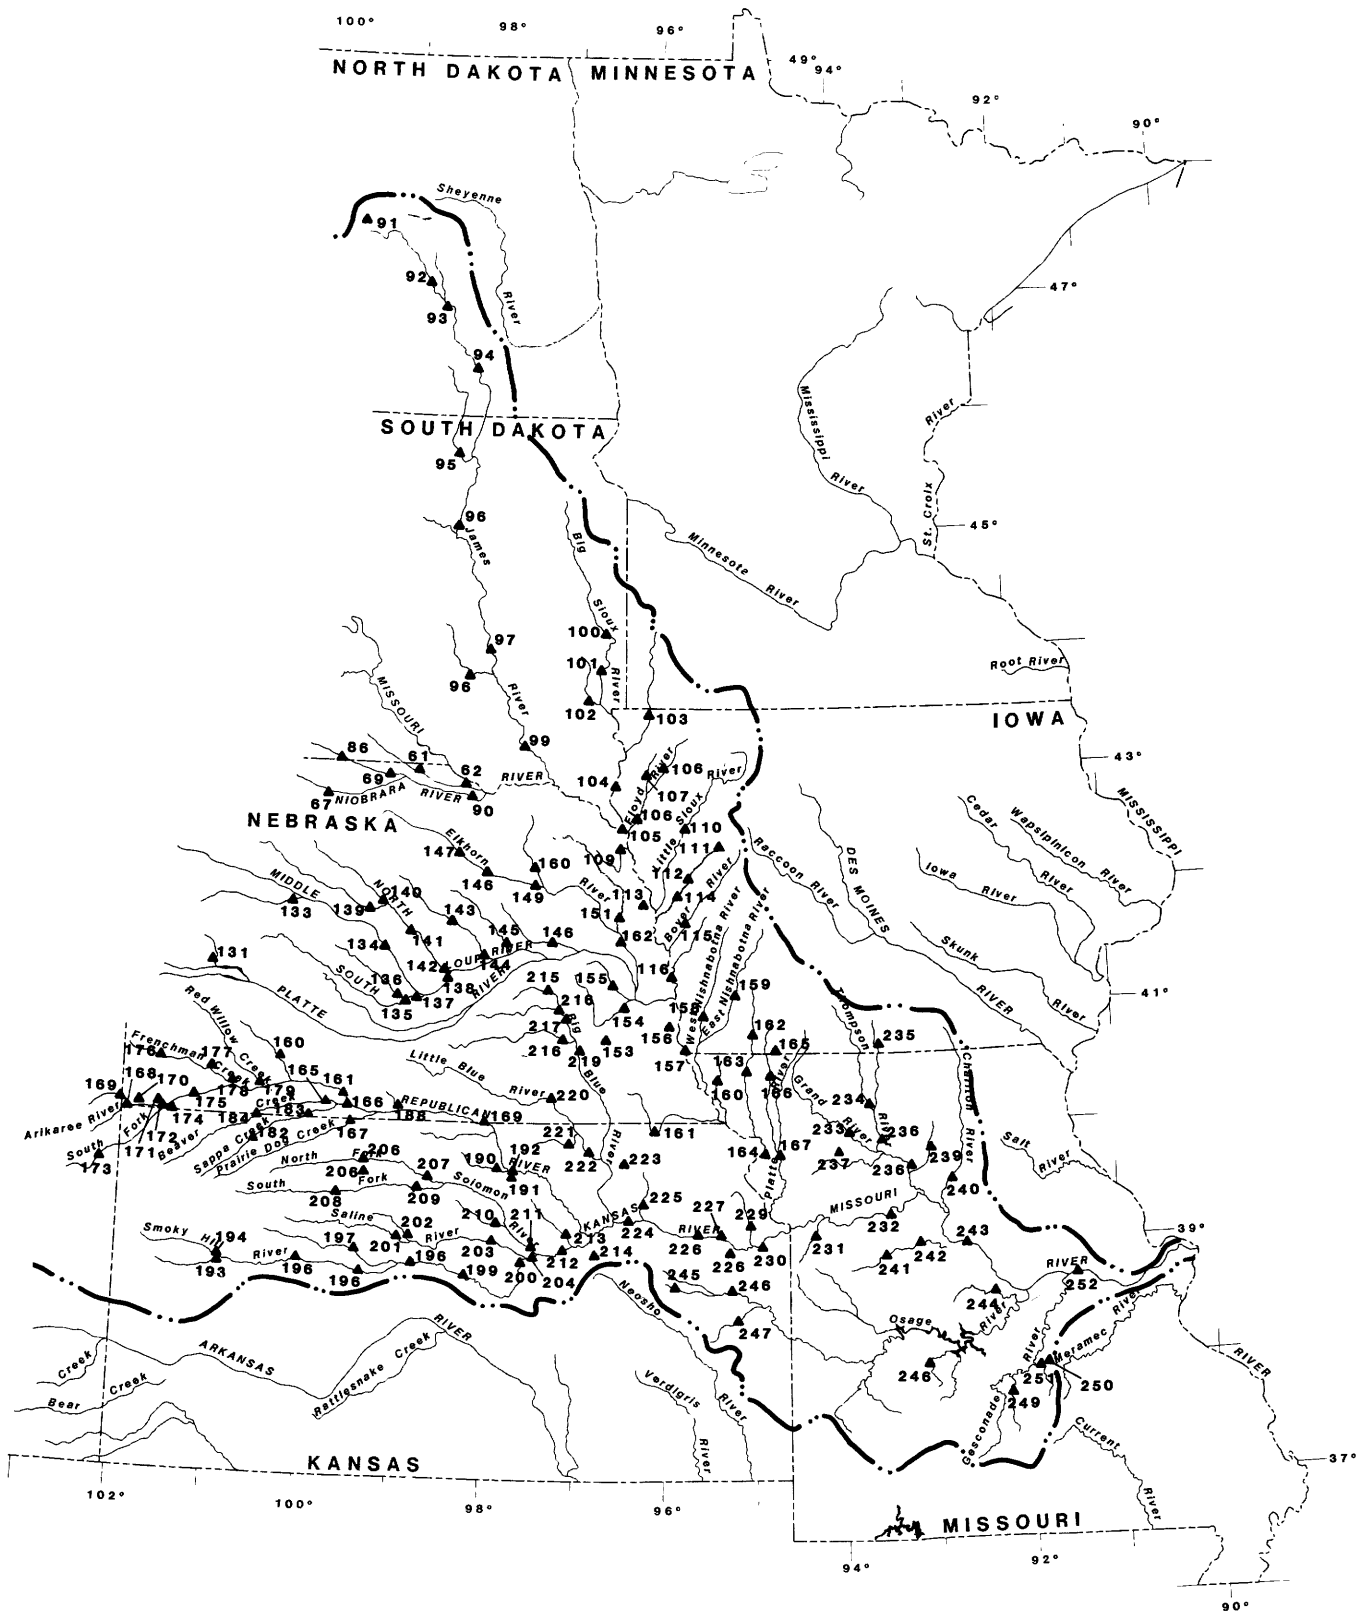 100° 98° 96°
49°
94°
92°
90°
NORTH DAKOTA MINNESOTA
Sheyenne
River
91
92
93
94
47°
SOUTH DAKOTA
95
96
James
River
Mississippi
River
River
St. Croix
45°
Big
Sioux
River
Minnesote
River
100
97
101
96
102
103
Root River
IOWA
MISSOURI
99
43°
86
61
69
62
67
NIOBRARA
RIVER
RIVER
90
104
106
107
Floyd River
Little Sioux
River
106
105
110
111
109
NEBRASKA
Elkhorn
River
147
146
160
149
112
113
114
115
Boyer River
151
162
116
Raccoon River
DES MOINES
RIVER
Cedar
River
Wapsipinicon
River
MISSISSIPPI
Iowa
River
Skunk
River
41°
MIDDLE
133
NORTH
140
139
141
143
134
142
LOUP RIVER
144
145
146
131
SOUTH
136
135
137
138
PLATTE
RIVER
215
155
216
154
217
216
219
153
Big
Blue
River
West Nishnabotna River
East Nishnabotna River
159
158
156
157
162
165
163
160
166
River
Thompson
River
235
Chariton
River
Red Willow Creek
Frenchman
Creek
176
177
160
178
179
165
161
169
168
170
175
174
Arikaree River
South
Fork
172
171
173
Beaver
Creek
184
183
182
Sappa Creek
Prairie Dog Creek
166
167
188
REPUBLICAN
RIVER
169
Little Blue
River
220
221
222
223
161
192
190
191
164
167
Platte
Grand
River
234
233
236
237
236
239
240
Salt
River
North
Fork
206
206
207
South
Fork
208
209
Solomon
River
225
227
229
KANSAS
RIVER
224
226
226
230
MISSOURI
232
231
243
242
241
39°
Saline
River
202
201
210
211
203
213
212
214
Smoky Hill
River
194
193
196
197
196
196
199
200
204
245
246
247
RIVER
252
244
Osage
River
246
Gasconade
River
251
250
249
Meramec River
RIVER
Neosho
River
ARKANSAS
RIVER
Rattlesnake Creek
Creek
Bear Creek
Verdigris
River
Current
River
KANSAS
37°
102° 100° 98° 96°
MISSOURI
94° 92°
90°